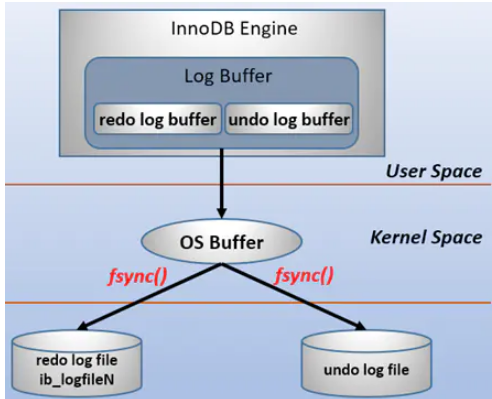 InnoDB Engine
Log Buffer
redo log buffer
undo log buffer
User Space
OS Buffer
Kernel Space
fsync()
fsync()
redo log file
ib_logfileN
undo log file